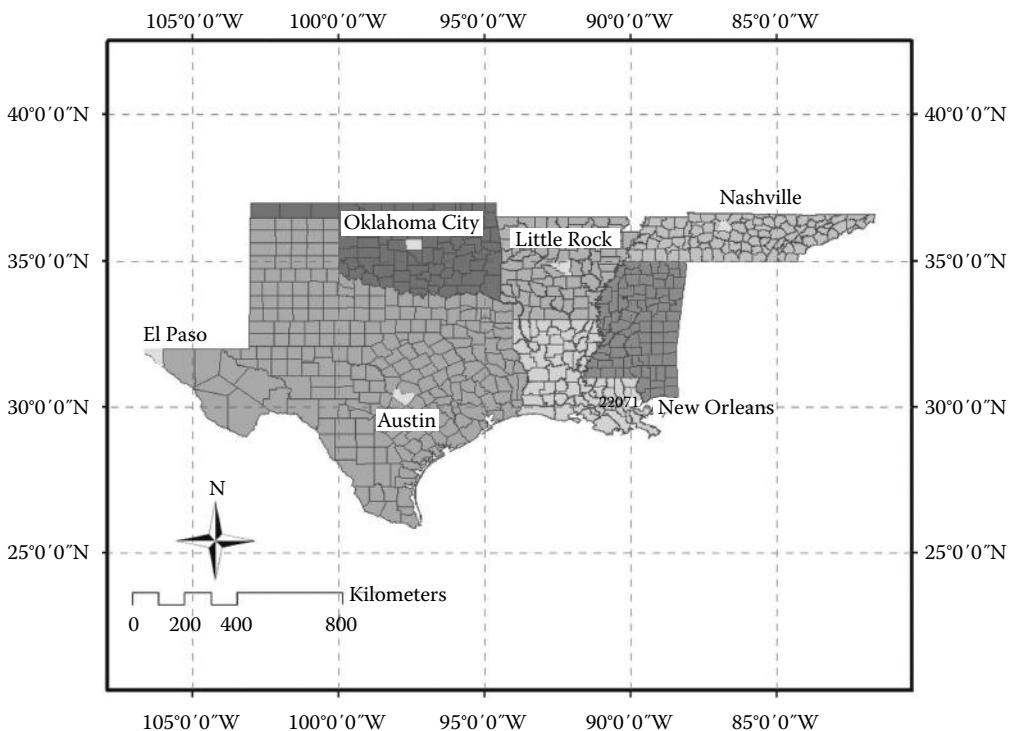 105°0′0″W 100°0′0″W 95°0′0″W 90°0′0″W 85°0′0″W
40°0′0″N 40°0′0″N
Nashville
Oklahoma City
Little Rock
35°0′0″N 35°0′0″N
El Paso
22071
30°0′0″N New Orleans 30°0′0″N
Austin
N
25°0′0″N 25°0′0″N
Kilometers
0 200 400 800
105°0′0″W 100°0′0″W 95°0′0″W 90°0′0″W 85°0′0″W